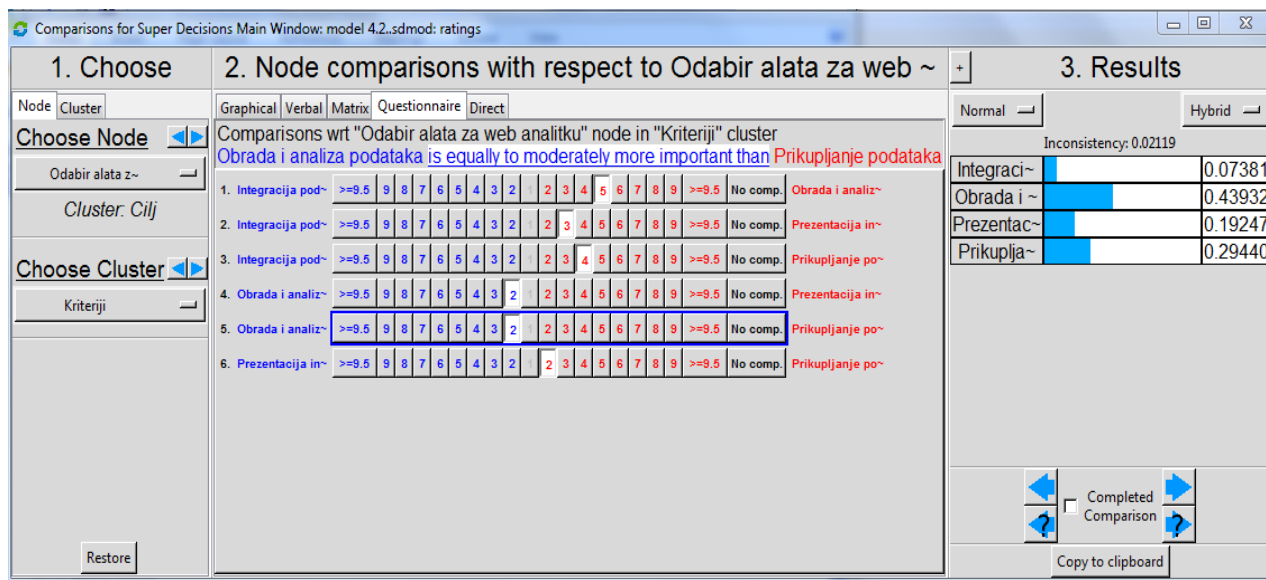 Comparisons for Super Decisions Main Window: model 4.2..sdmod: ratings
1. Choose
Node Cluster
Choose Node
Odabir alata z~
Cluster: Cilj
Choose Cluster
Kriteriji
Restore
2. Node comparisons with respect to Odabir alata za web ~
Graphical Verbal Matrix Questionnaire Direct
Comparisons wrt "Odabir alata za web analitku" node in "Kriteriji" cluster
Obrada i analiza podataka is equally to moderately more important than Prikupljanje podataka
1. Integracija pod~ >=9.5 9 8 7 6 5 4 3 2 1 2 3 4 5 6 7 8 9 >=9.5 No comp. Obrada i analiz~
2. Integracija pod~ >=9.5 9 8 7 6 5 4 3 2 1 2 3 4 5 6 7 8 9 >=9.5 No comp. Prezentacija in~
3. Integracija pod~ >=9.5 9 8 7 6 5 4 3 2 1 2 3 4 5 6 7 8 9 >=9.5 No comp. Prikupljanje po~
4. Obrada i analiz~ >=9.5 9 8 7 6 5 4 3 2 1 2 3 4 5 6 7 8 9 >=9.5 No comp. Prezentacija in~
5. Obrada i analiz~ >=9.5 9 8 7 6 5 4 3 2 1 2 3 4 5 6 7 8 9 >=9.5 No comp. Prikupljanje po~
6. Prezentacija in~ >=9.5 9 8 7 6 5 4 3 2 1 2 3 4 5 6 7 8 9 >=9.5 No comp. Prikupljanje po~
+ 3. Results
Normal Hybrid
Inconsistency: 0.02119
Integraci~ 0.07381
Obrada i ~ 0.43932
Prezentac~ 0.19247
Prikuplja~ 0.29440
Completed
Comparison
? ?
Copy to clipboard